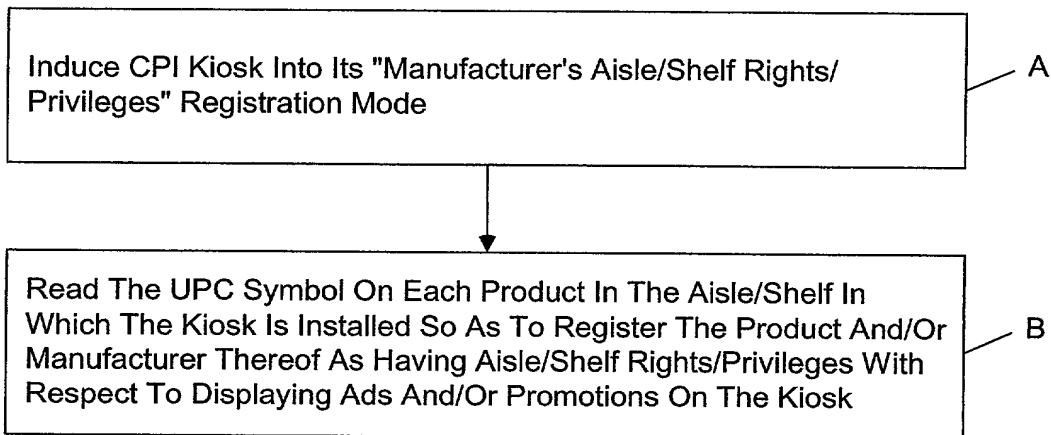 Induce CPI Kiosk Into Its "Manufacturer's Aisle/Shelf Rights/
Privileges" Registration Mode
A
Read The UPC Symbol On Each Product In The Aisle/Shelf In
Which The Kiosk Is Installed So As To Register The Product And/Or
Manufacturer Thereof As Having Aisle/Shelf Rights/Privileges With
Respect To Displaying Ads And/Or Promotions On The Kiosk
B